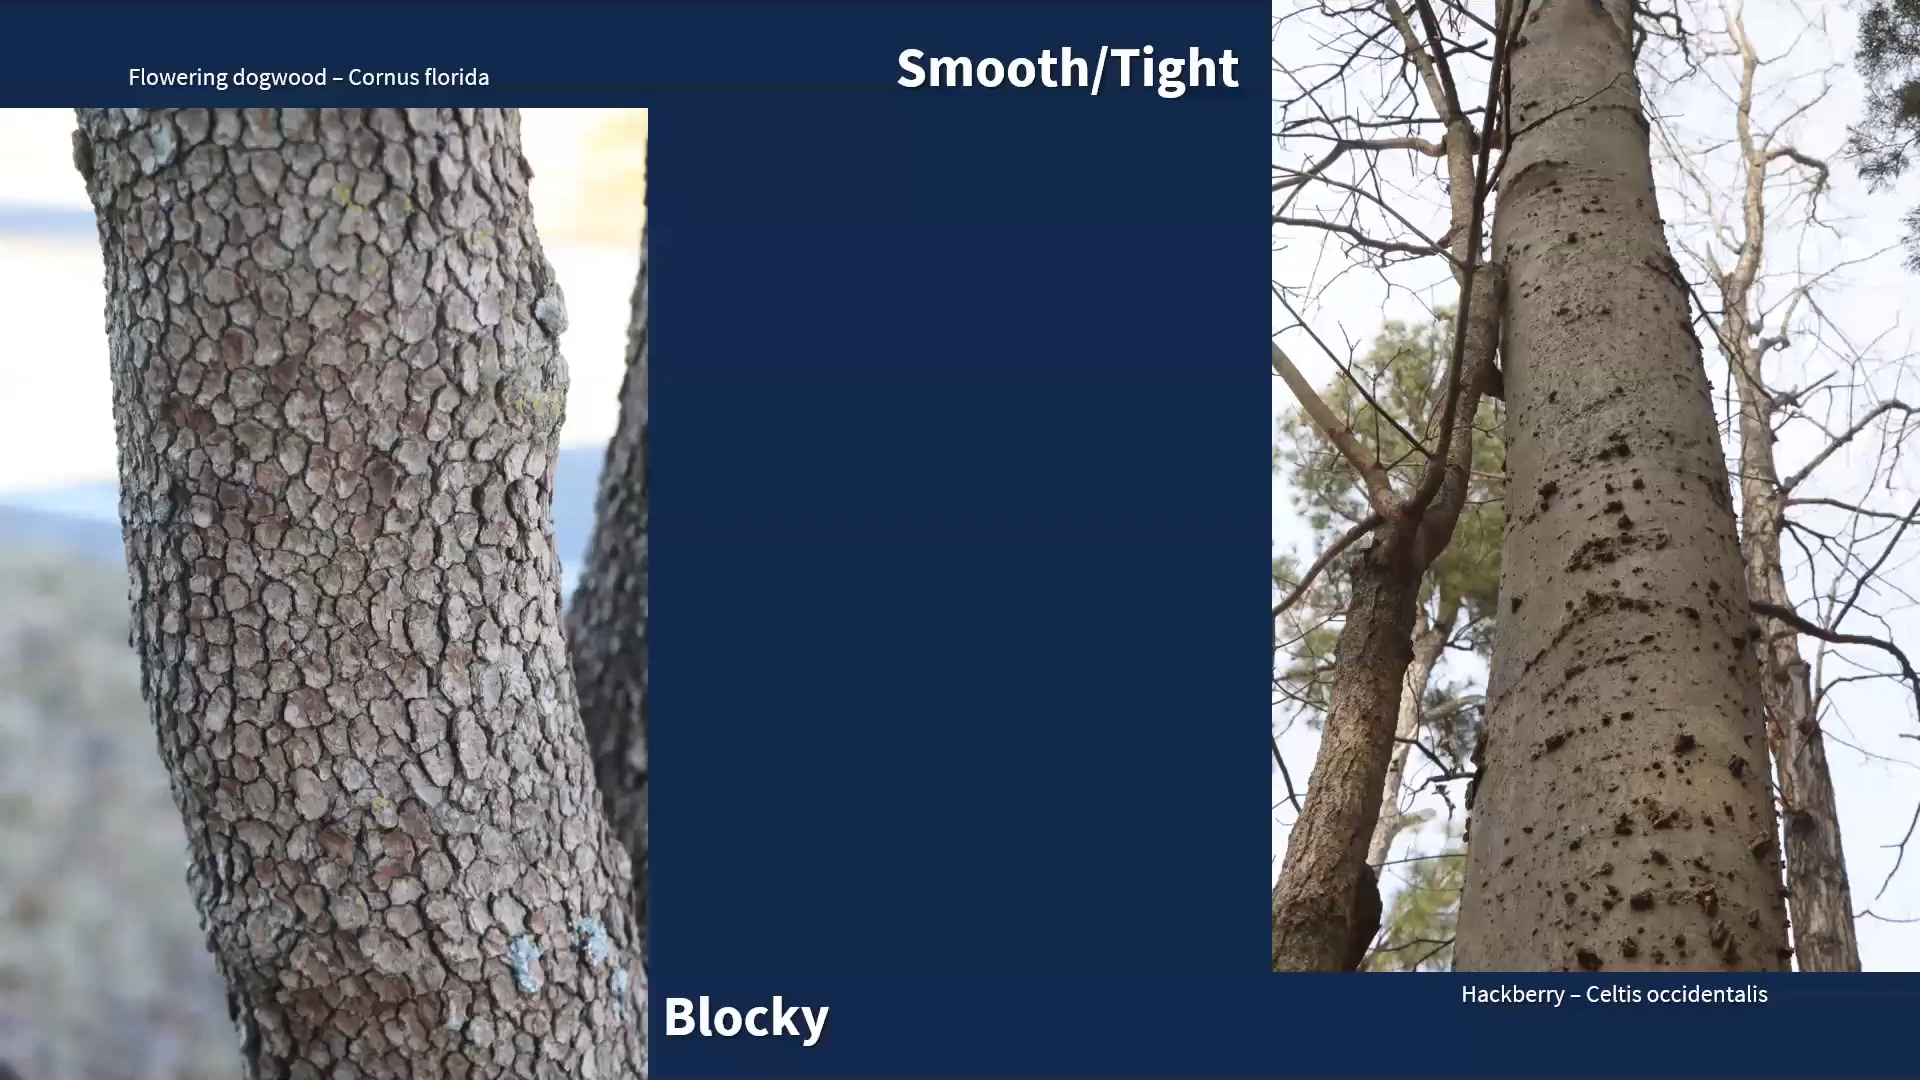 Flowering dogwood – Cornus florida
Smooth/Tight
Blocky
Hackberry – Celtis occidentalis